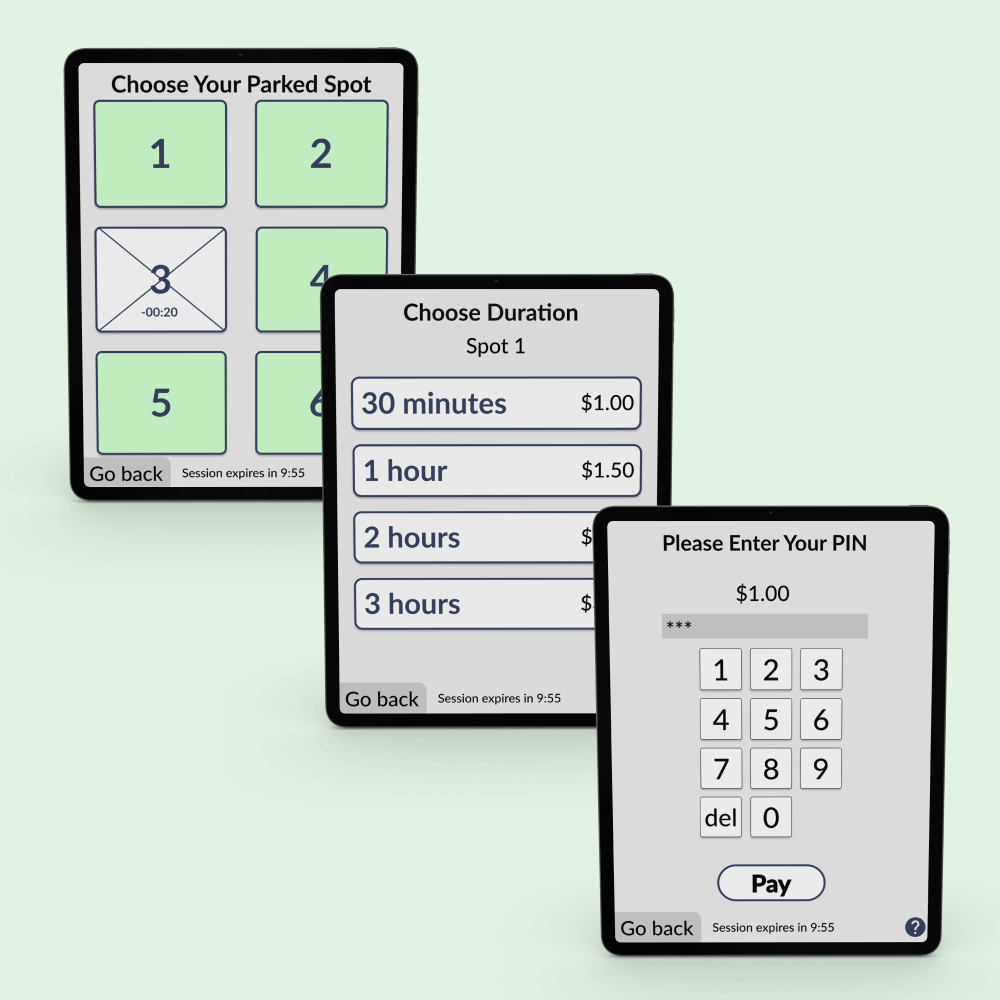 Choose Your Parked Spot
1 2
3 4
-00:20
5 6
Go back Session expires in 9:55
Choose Duration
Spot 1
30 minutes $1.00
1 hour $1.50
2 hours $
3 hours $
Please Enter Your PIN
$1.00
***
1 2 3
4 5 6
7 8 9
del 0
Pay
Go back Session expires in 9:55
Go back Session expires in 9:55 ?